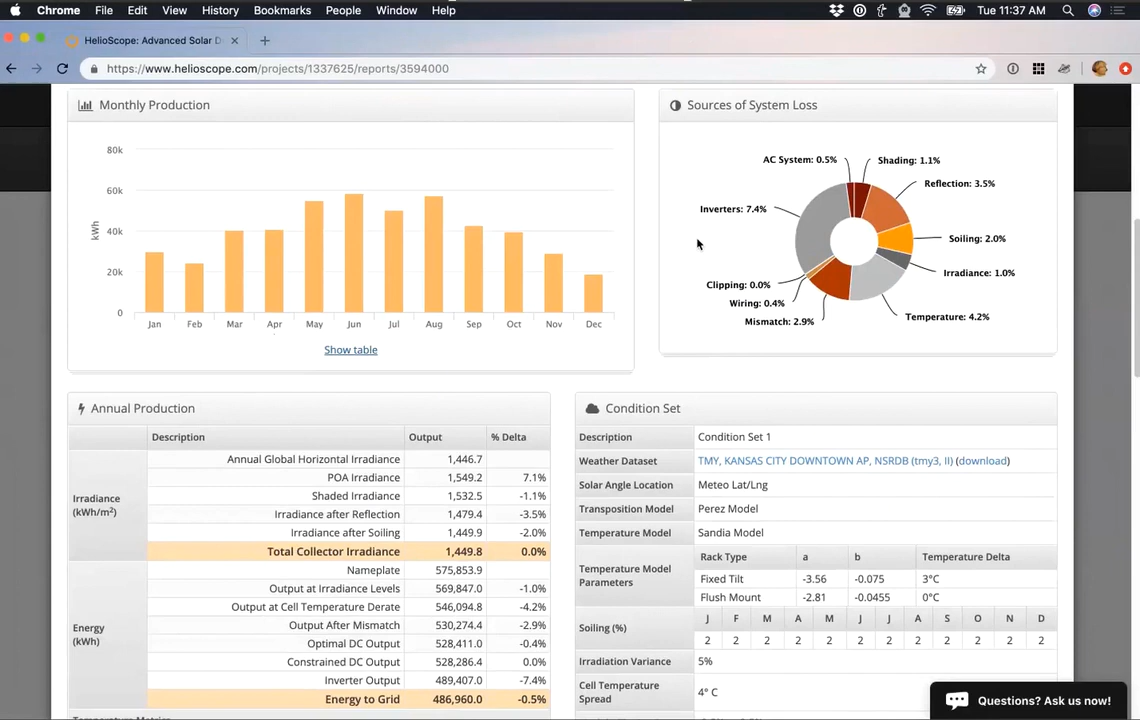 Chrome File Edit View History Bookmarks People Window Help Tue 11:37 AM
HelioScope: Advanced Solar D
https://www.helioscope.com/projects/1337625/reports/3594000
Monthly Production
80k
60k
40k
20k
0
kWh
Jan Feb Mar Apr May Jun Jul Aug Sep Oct Nov Dec
Show table
Sources of System Loss
AC System: 0.5%
Shading: 1.1%
Reflection: 3.5%
Inverters: 7.4%
Soiling: 2.0%
Irradiance: 1.0%
Clipping: 0.0%
Wiring: 0.4%
Temperature: 4.2%
Mismatch: 2.9%
Annual Production
Description Output % Delta
Irradiance
(kWh/m²)
Annual Global Horizontal Irradiance 1,446.7
POA Irradiance 1,549.2 7.1%
Shaded Irradiance 1,532.5 -1.1%
Irradiance after Reflection 1,479.4 -3.5%
Irradiance after Soiling 1,449.9 -2.0%
Total Collector Irradiance 1,449.8 0.0%
Energy
(kWh)
Nameplate 575,853.9
Output at Irradiance Levels 569,847.0 -1.0%
Output at Cell Temperature Derate 546,094.8 -4.2%
Output After Mismatch 530,274.4 -2.9%
Optimal DC Output 528,411.0 -0.4%
Constrained DC Output 528,286.4 0.0%
Inverter Output 489,407.0 -7.4%
Energy to Grid 486,960.0 -0.5%
Temperature Metrics
Condition Set
Description Condition Set 1
Weather Dataset TMY, KANSAS CITY DOWNTOWN AP, NSRDB (tmy3, II) (download)
Solar Angle Location Meteo Lat/Lng
Transposition Model Perez Model
Temperature Model Sandia Model
Temperature Model
Parameters
Rack Type a b Temperature Delta
Fixed Tilt -3.56 -0.075 3°C
Flush Mount -2.81 -0.0455 0°C
Soiling (%)
J F M A M J J A S O N D
2 2 2 2 2 2 2 2 2 2 2 2
Irradiation Variance 5%
Cell Temperature
Spread
4° C
Questions? Ask us now!